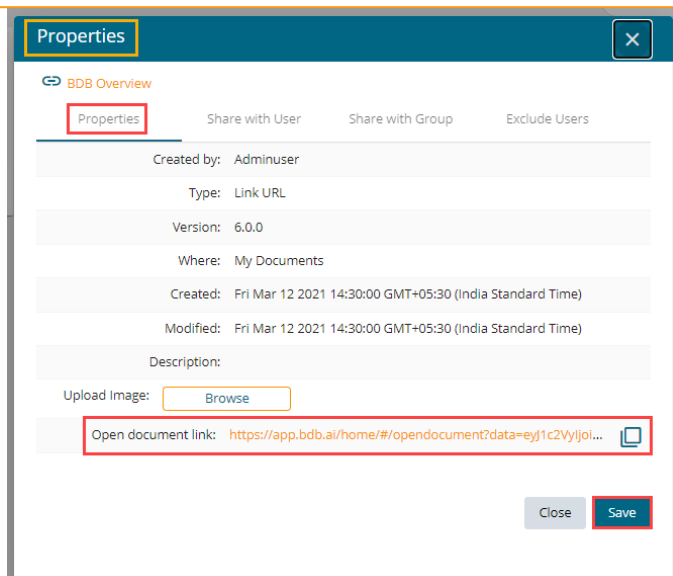 Properties
BDB Overview
Properties Share with User Share with Group Exclude Users
Created by: Adminuser
Type: Link URL
Version: 6.0.0
Where: My Documents
Created: Fri Mar 12 2021 14:30:00 GMT+05:30 (India Standard Time)
Modified: Fri Mar 12 2021 14:30:00 GMT+05:30 (India Standard Time)
Description:
Upload Image: Browse
Open document link: https://app.bdb.ai/home/#/opendocument?data=eyJ1c2VyIjoi...
Close Save